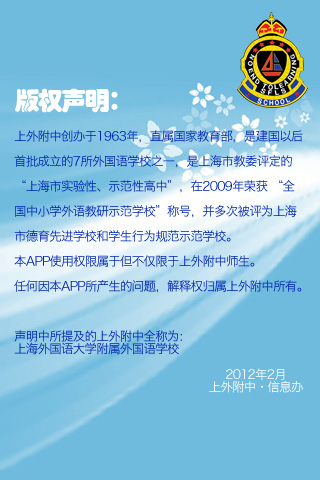 版权声明：
上外附中创办于1963年，直属国家教育部，是建国以后
首批成立的7所外国语学校之一，是上海市教委评定的
“上海市实验性、示范性高中”，在2009年荣获 “全
国中小学外语教研示范学校”称号，并多次被评为上海
市德育先进学校和学生行为规范示范学校。
本APP使用权限属于但不仅限于上外附中师生。
任何因本APP所产生的问题，解释权归属上外附中所有。
声明中所提及的上外附中全称为：
上海外国语大学附属外国语学校
2012年2月
上外附中·信息办
SFLS
SCHOOL